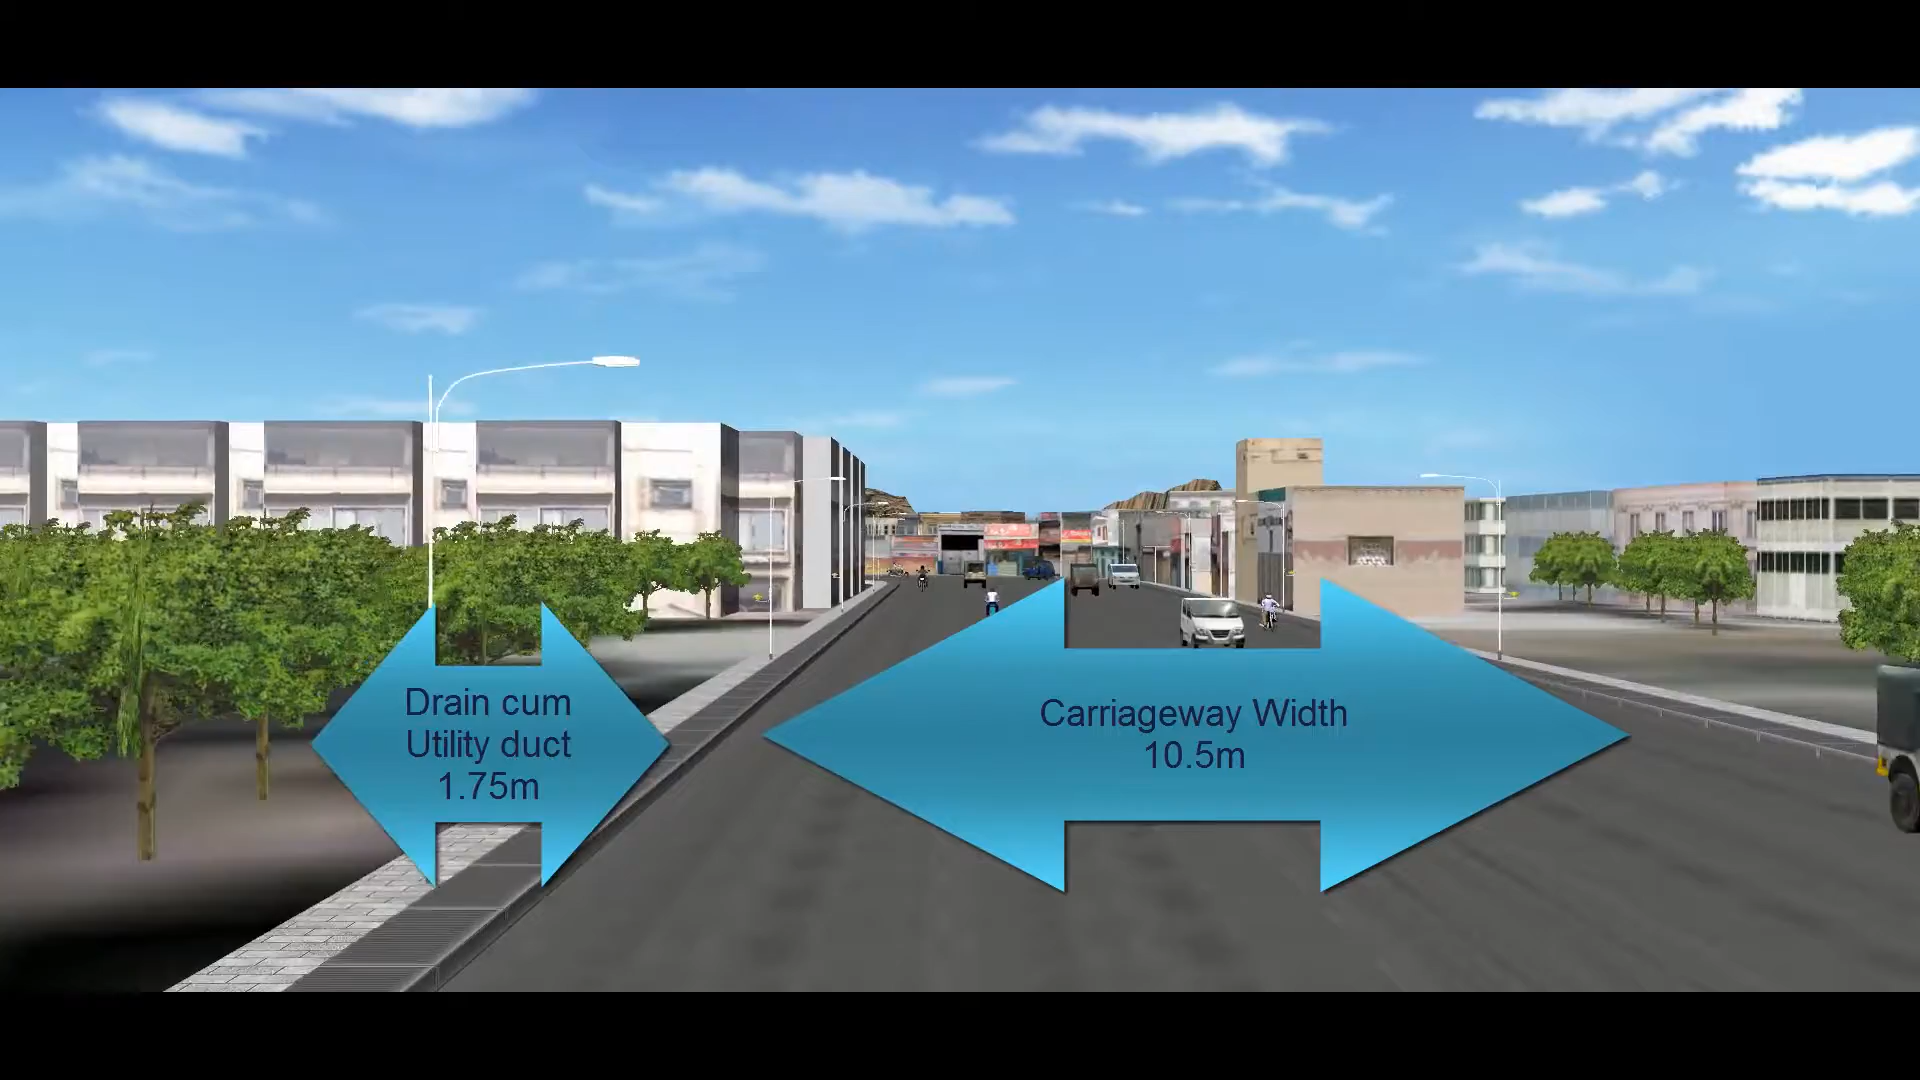 Drain cum
Utility duct
1.75m
Carriageway Width
10.5m